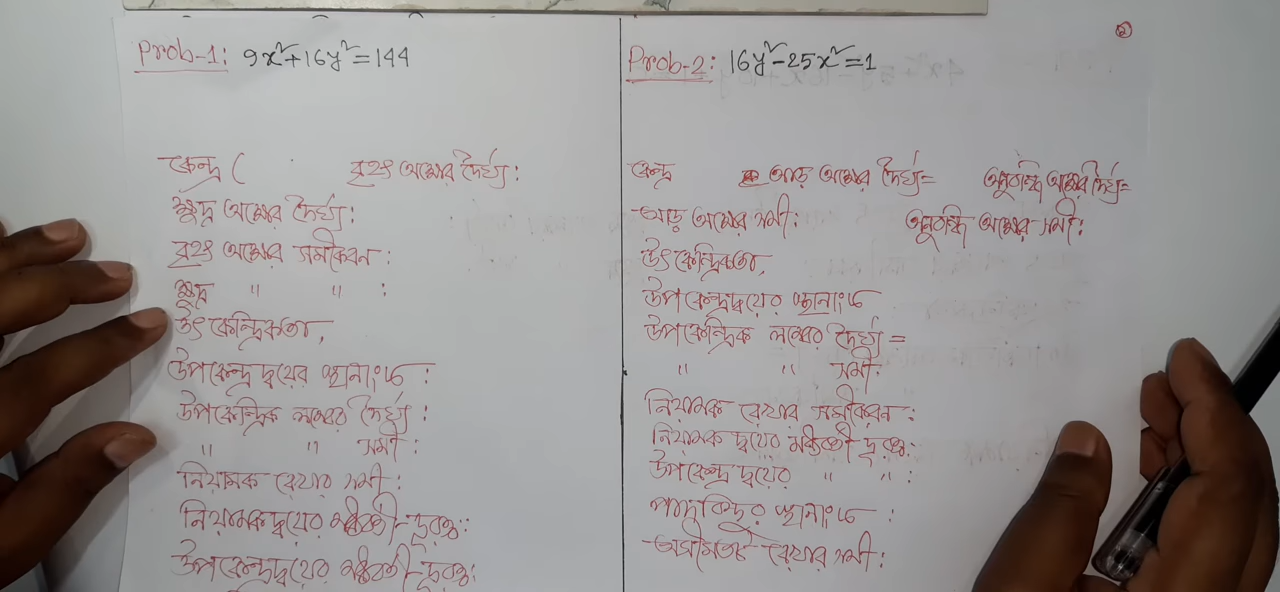 Prob-1: 9x²+16y²=144
কেন্দ্র ( বৃহৎ অক্ষের দৈর্ঘ্য:
ক্ষুদ্র অক্ষের দৈর্ঘ্য:
বৃহৎ অক্ষের সমীকরন:
ক্ষুদ্র " " :
উৎকেন্দ্রিকতা,
উপকেন্দ্রদ্বয়ের স্থানাংঙ্ক:
উপকেন্দ্রিক লম্বের দৈর্ঘ্য:
" " সমী:
নিয়ামক রেখার সমী:
নিয়ামকদ্বয়ের মধ্যবর্তী-দুরত্ব:
উপকেন্দ্রদ্বয়ের মধ্যবর্তী-দুরত্ব:
Prob-2: 16y²-25x²=1
কেন্দ্র আড় অক্ষের দৈর্ঘ্য= অনুবন্ধি অক্ষের দৈর্ঘ্য=
আড় অক্ষের সমী: অনুবন্ধি অক্ষের সমী:
উৎকেন্দ্রিকতা,
উপকেন্দ্রদ্বয়ের স্থানাংঙ্ক
উপকেন্দ্রিক লম্বের দৈর্ঘ্য =
" " সমী:
নিয়ামক রেখার সমীকরন:
নিয়ামক দ্বয়ের মধ্যবর্তী দূরত্ব:
উপকেন্দ্র দ্বয়ের " " :
পাদবিন্দুর স্থানাংঙ্ক :
অসীমতট রেখার সমী: